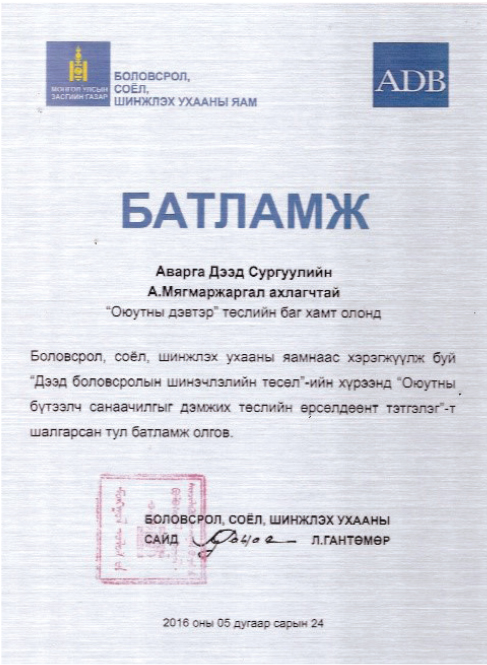 МОНГОЛ УЛСЫН
ЗАСГИЙН ГАЗАР
БОЛОВСРОЛ,
СОЁЛ,
ШИНЖЛЭХ УХААНЫ ЯАМ
ADB
БАТЛАМЖ
Аварга Дээд Сургуулийн
А.Мягмаржаргал ахлагчтай
“Оюутны дэвтэр” төслийн баг хамт олонд
Боловсрол, соёл, шинжлэх ухааны яамнаас хэрэгжүүлж буй
“Дээд боловсролын шинэчлэлийн төсөл”-ийн хүрээнд “Оюутны
бүтээлч санаачилгыг дэмжих төслийн өрсөлдөөнт тэтгэлэг”-т
шалгарсан тул батламж олгов.
БОЛОВСРОЛ, СОЁЛ, ШИНЖЛЭХ УХААНЫ
САЙД Л.ГАНТӨМӨР
2016 оны 05 дугаар сарын 24